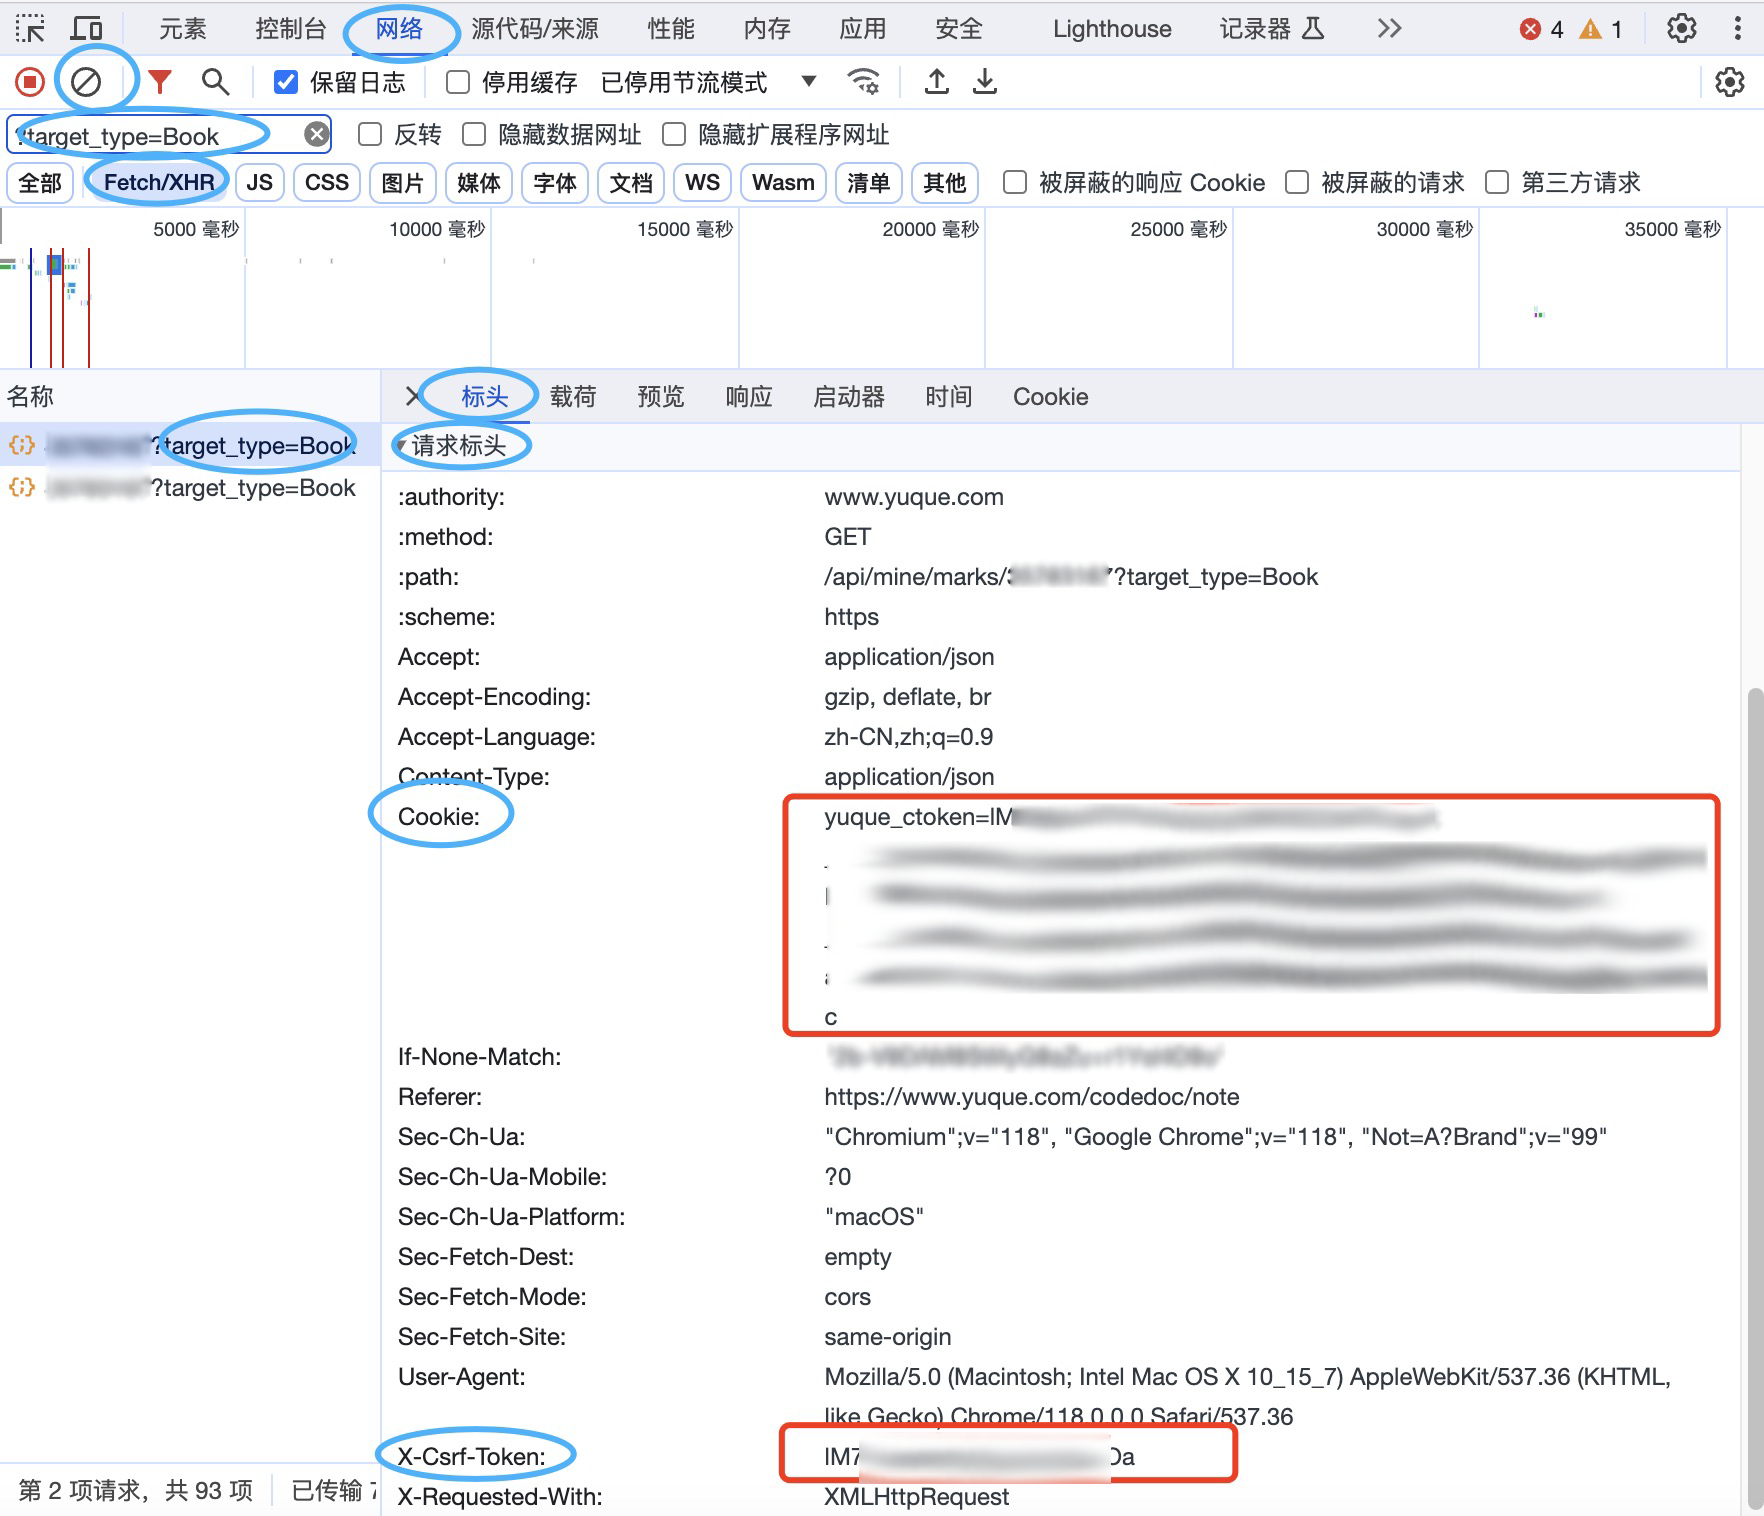 元素 控制台 网络 源代码/来源 性能 内存 应用 安全 Lighthouse 记录器 4 1
保留日志 停用缓存 已停用节流模式
?target_type=Book 反转 隐藏数据网址 隐藏扩展程序网址
全部 Fetch/XHR JS CSS 图片 媒体 字体 文档 WS Wasm 清单 其他 被屏蔽的响应 Cookie 被屏蔽的请求 第三方请求
5000 毫秒 10000 毫秒 15000 毫秒 20000 毫秒 25000 毫秒 30000 毫秒 35000 毫秒
名称
?target_type=Book
?target_type=Book
标头 载荷 预览 响应 启动器 时间 Cookie
请求标头
:authority: www.yuque.com
:method: GET
:path: /api/mine/marks/ ?target_type=Book
:scheme: https
Accept: application/json
Accept-Encoding: gzip, deflate, br
Accept-Language: zh-CN,zh;q=0.9
Content-Type: application/json
Cookie: yuque_ctoken=IM
c
If-None-Match:
Referer: https://www.yuque.com/codedoc/note
Sec-Ch-Ua: "Chromium";v="118", "Google Chrome";v="118", "Not=A?Brand";v="99"
Sec-Ch-Ua-Mobile: ?0
Sec-Ch-Ua-Platform: "macOS"
Sec-Fetch-Dest: empty
Sec-Fetch-Mode: cors
Sec-Fetch-Site: same-origin
User-Agent: Mozilla/5.0 (Macintosh; Intel Mac OS X 10_15_7) AppleWebKit/537.36 (KHTML,
like Gecko) Chrome/118.0.0.0 Safari/537.36
X-Csrf-Token: IM7 Da
X-Requested-With: XMLHttpRequest
第 2 项请求，共 93 项 已传输 7